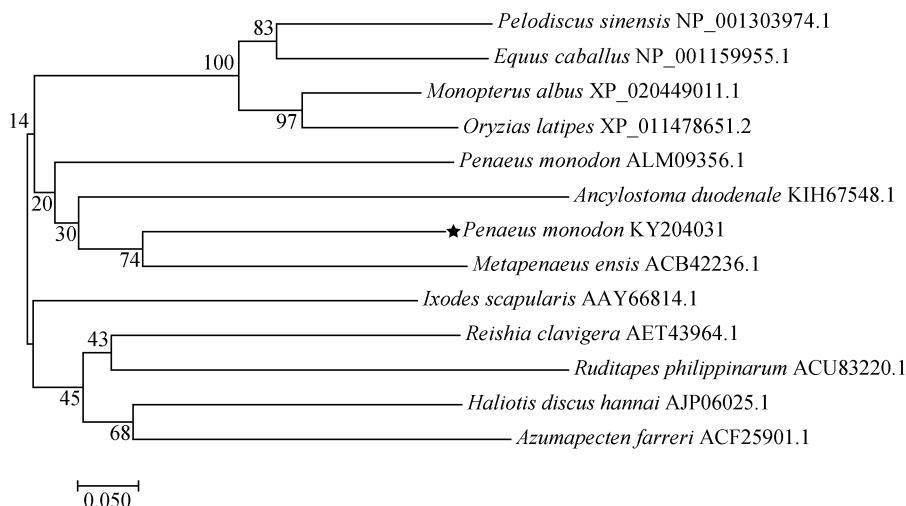 83
Pelodiscus sinensis NP_001303974.1
Equus caballus NP_001159955.1
100
Monopterus albus XP_020449011.1
97
Oryzias latipes XP_011478651.2
14
Penaeus monodon ALM09356.1
20
Ancylostoma duodenale KIH67548.1
30
★Penaeus monodon KY204031
74
Metapenaeus ensis ACB42236.1
Ixodes scapularis AAY66814.1
43
Reishia clavigera AET43964.1
Ruditapes philippinarum ACU83220.1
45
Haliotis discus hannai AJP06025.1
68
Azumapecten farreri ACF25901.1
0.050